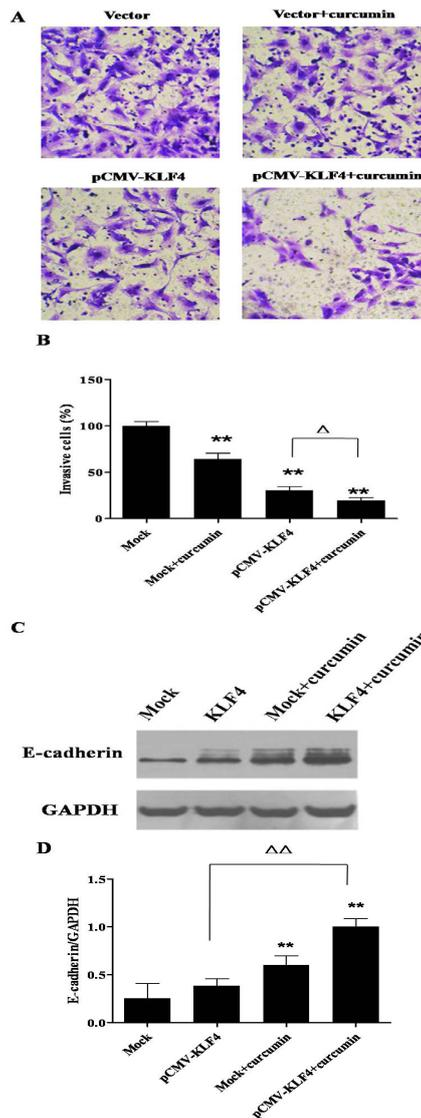 A
Vector
Vector+curcumin
pCMV-KLF4
pCMV-KLF4+curcumin
B
Invasive cells (%)
150
100
50
0
**
**
△
**
Mock
Mock+curcumin
pCMV-KLF4
pCMV-KLF4+curcumin
C
Mock
KLF4
Mock+curcumin
KLF4+curcumin
E-cadherin
GAPDH
D
△△
E-cadherin/GAPDH
1.5
1.0
0.5
0.0
**
**
Mock
pCMV-KLF4
Mock+curcumin
pCMV-KLF4+curcumin